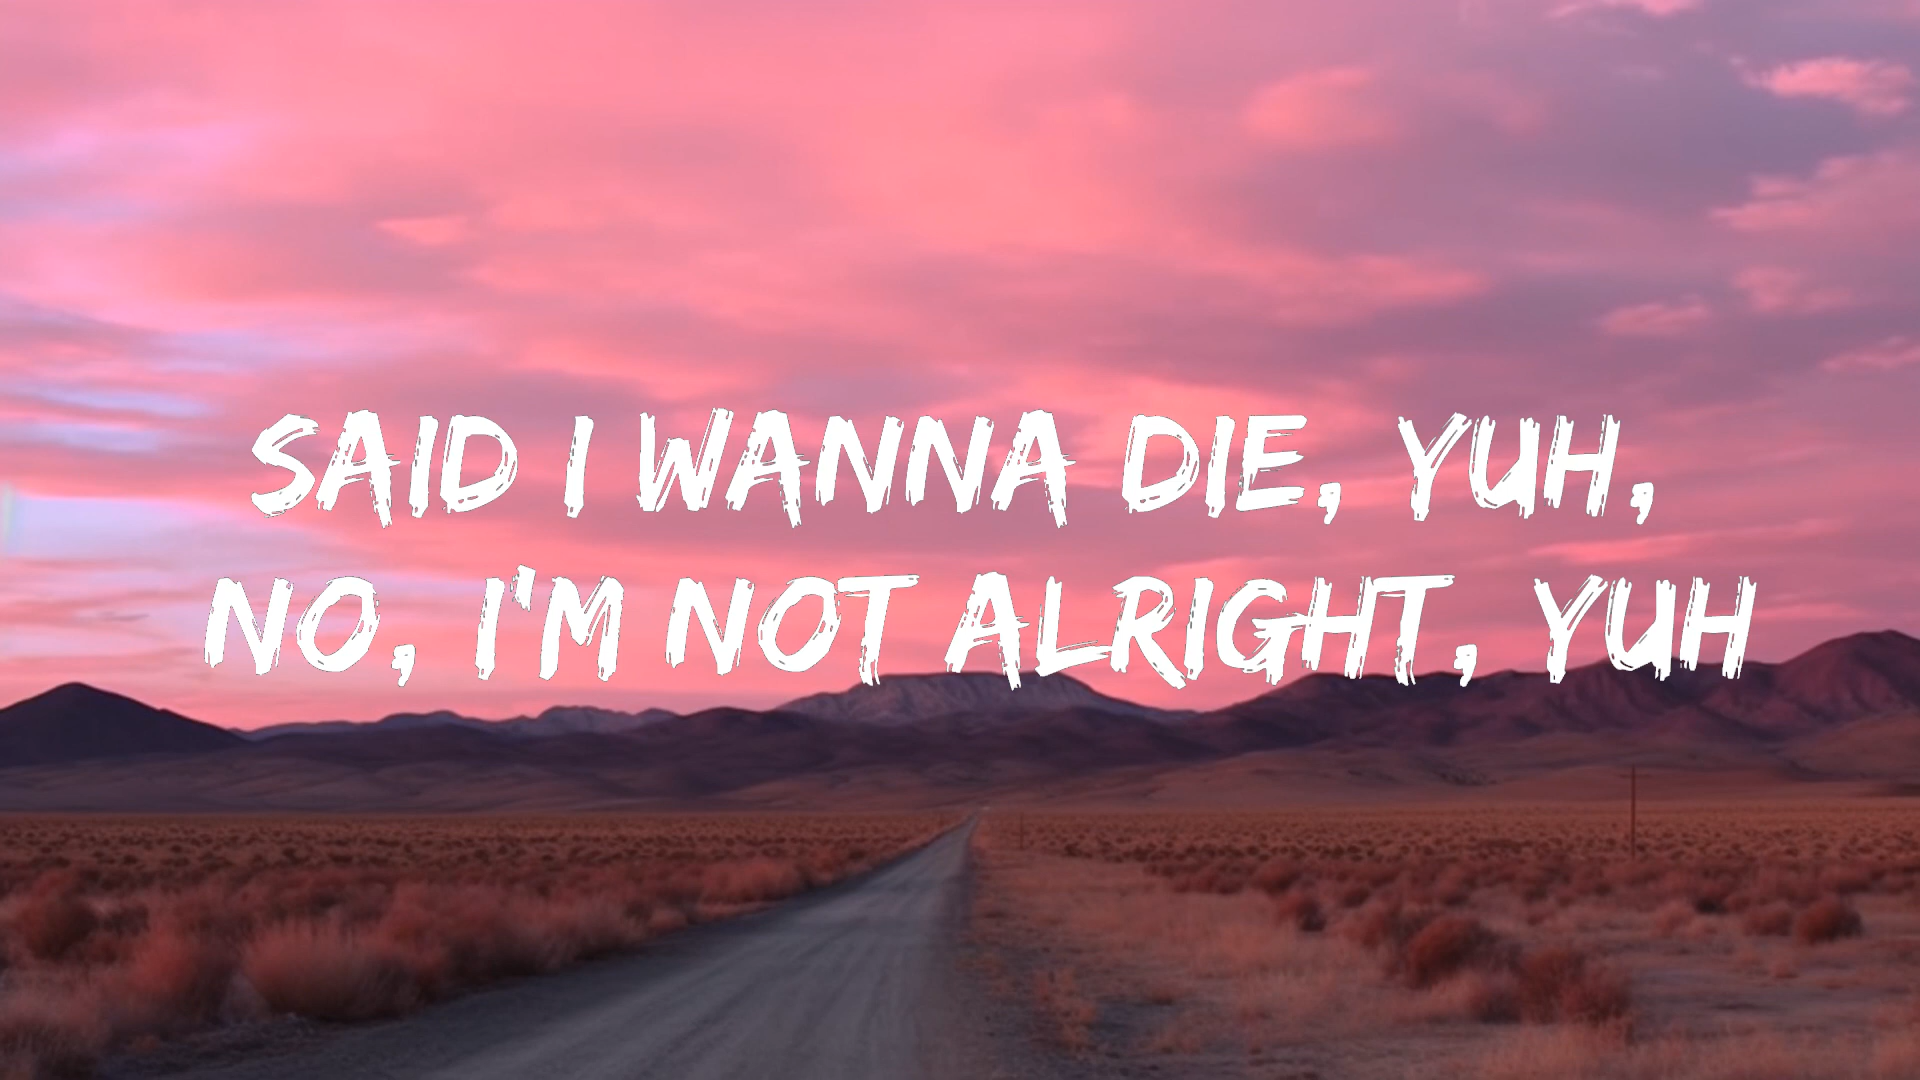 SAID I WANNA DIE, YUH,
NO, I'M NOT ALRIGHT, YUH